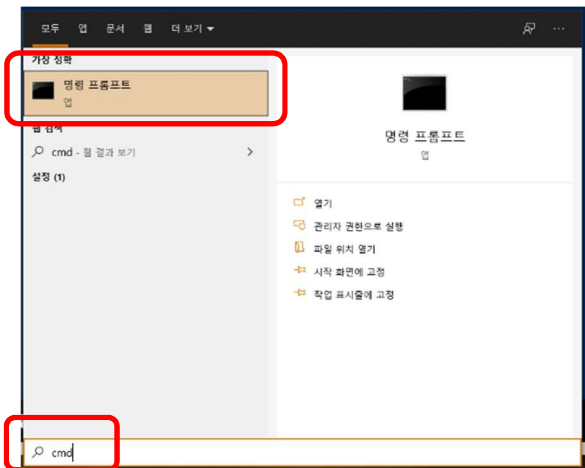 모두 앱 문서 웹 더 보기
가장 정확
명령 프롬프트
앱
웹 검색
cmd - 웹 결과 보기
설정 (1)
명령 프롬프트
앱
열기
관리자 권한으로 실행
파일 위치 열기
시작 화면에 고정
작업 표시줄에 고정
cmd